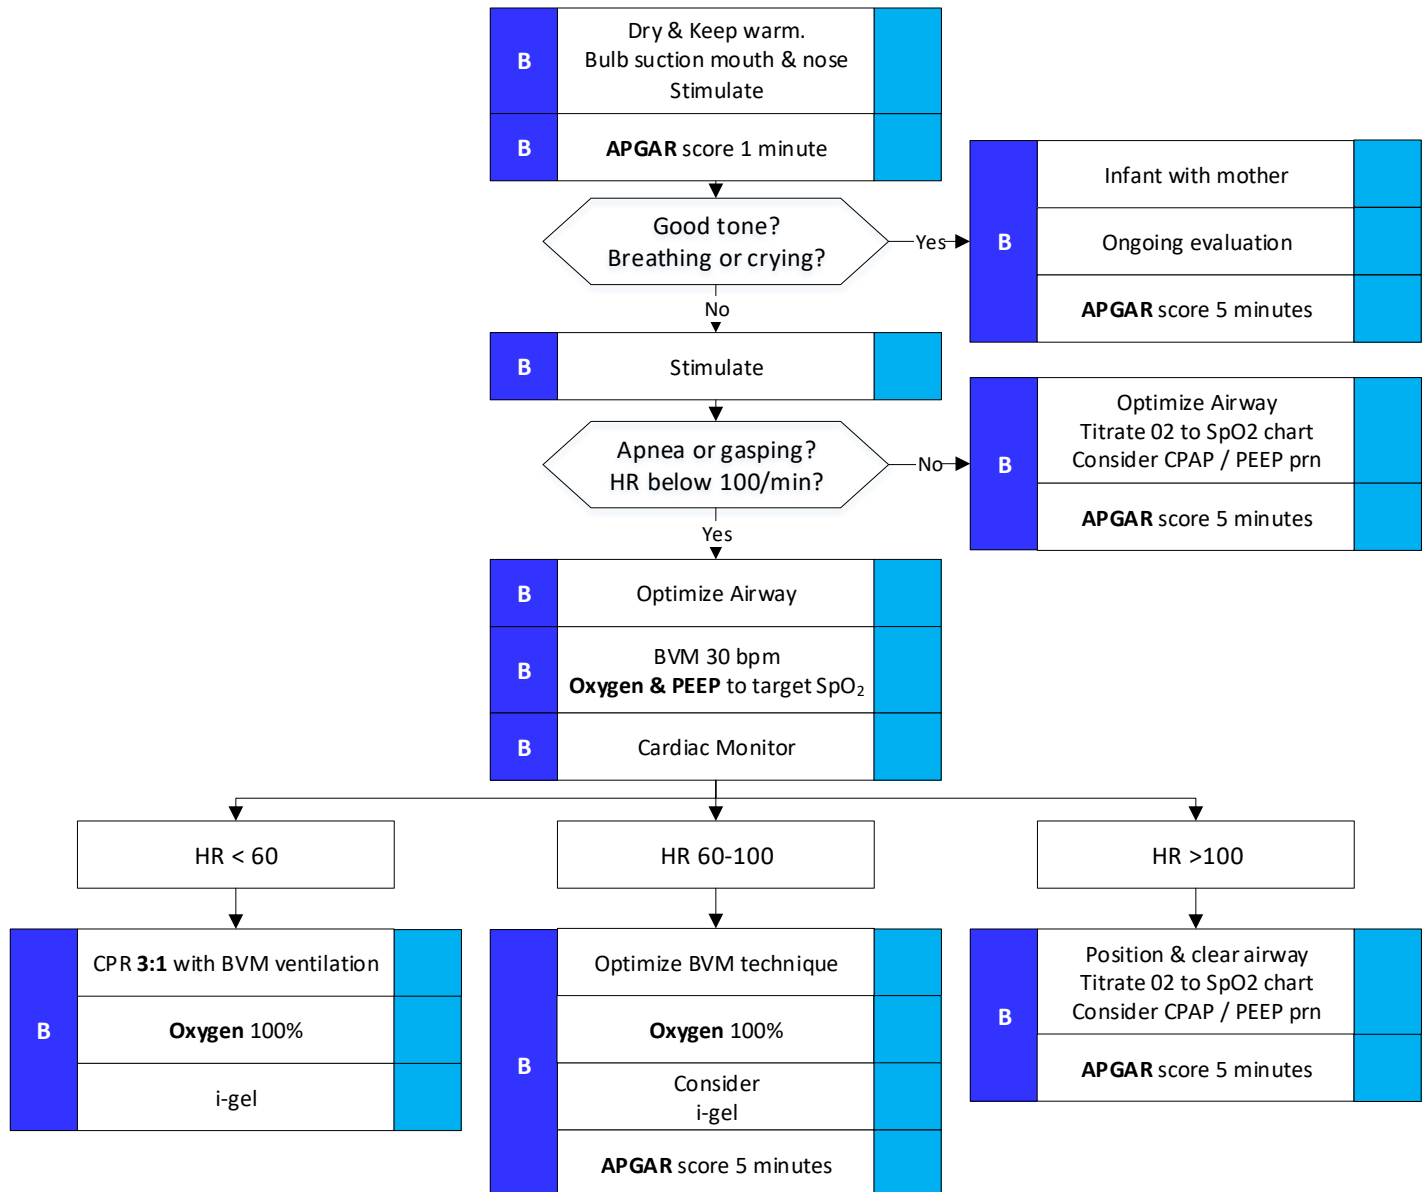 B
Dry & Keep warm.
Bulb suction mouth & nose
Stimulate
B
APGAR score 1 minute
Good tone?
Breathing or crying?
Yes
B
Infant with mother
Ongoing evaluation
APGAR score 5 minutes
No
B
Stimulate
Apnea or gasping?
HR below 100/min?
No
B
Optimize Airway
Titrate 02 to SpO2 chart
Consider CPAP / PEEP prn
APGAR score 5 minutes
Yes
B
Optimize Airway
B
BVM 30 bpm
Oxygen & PEEP to target SpO₂
B
Cardiac Monitor
HR < 60
HR 60-100
HR >100
B
CPR 3:1 with BVM ventilation
Oxygen 100%
i-gel
B
Optimize BVM technique
Oxygen 100%
Consider
i-gel
APGAR score 5 minutes
B
Position & clear airway
Titrate 02 to SpO2 chart
Consider CPAP / PEEP prn
APGAR score 5 minutes